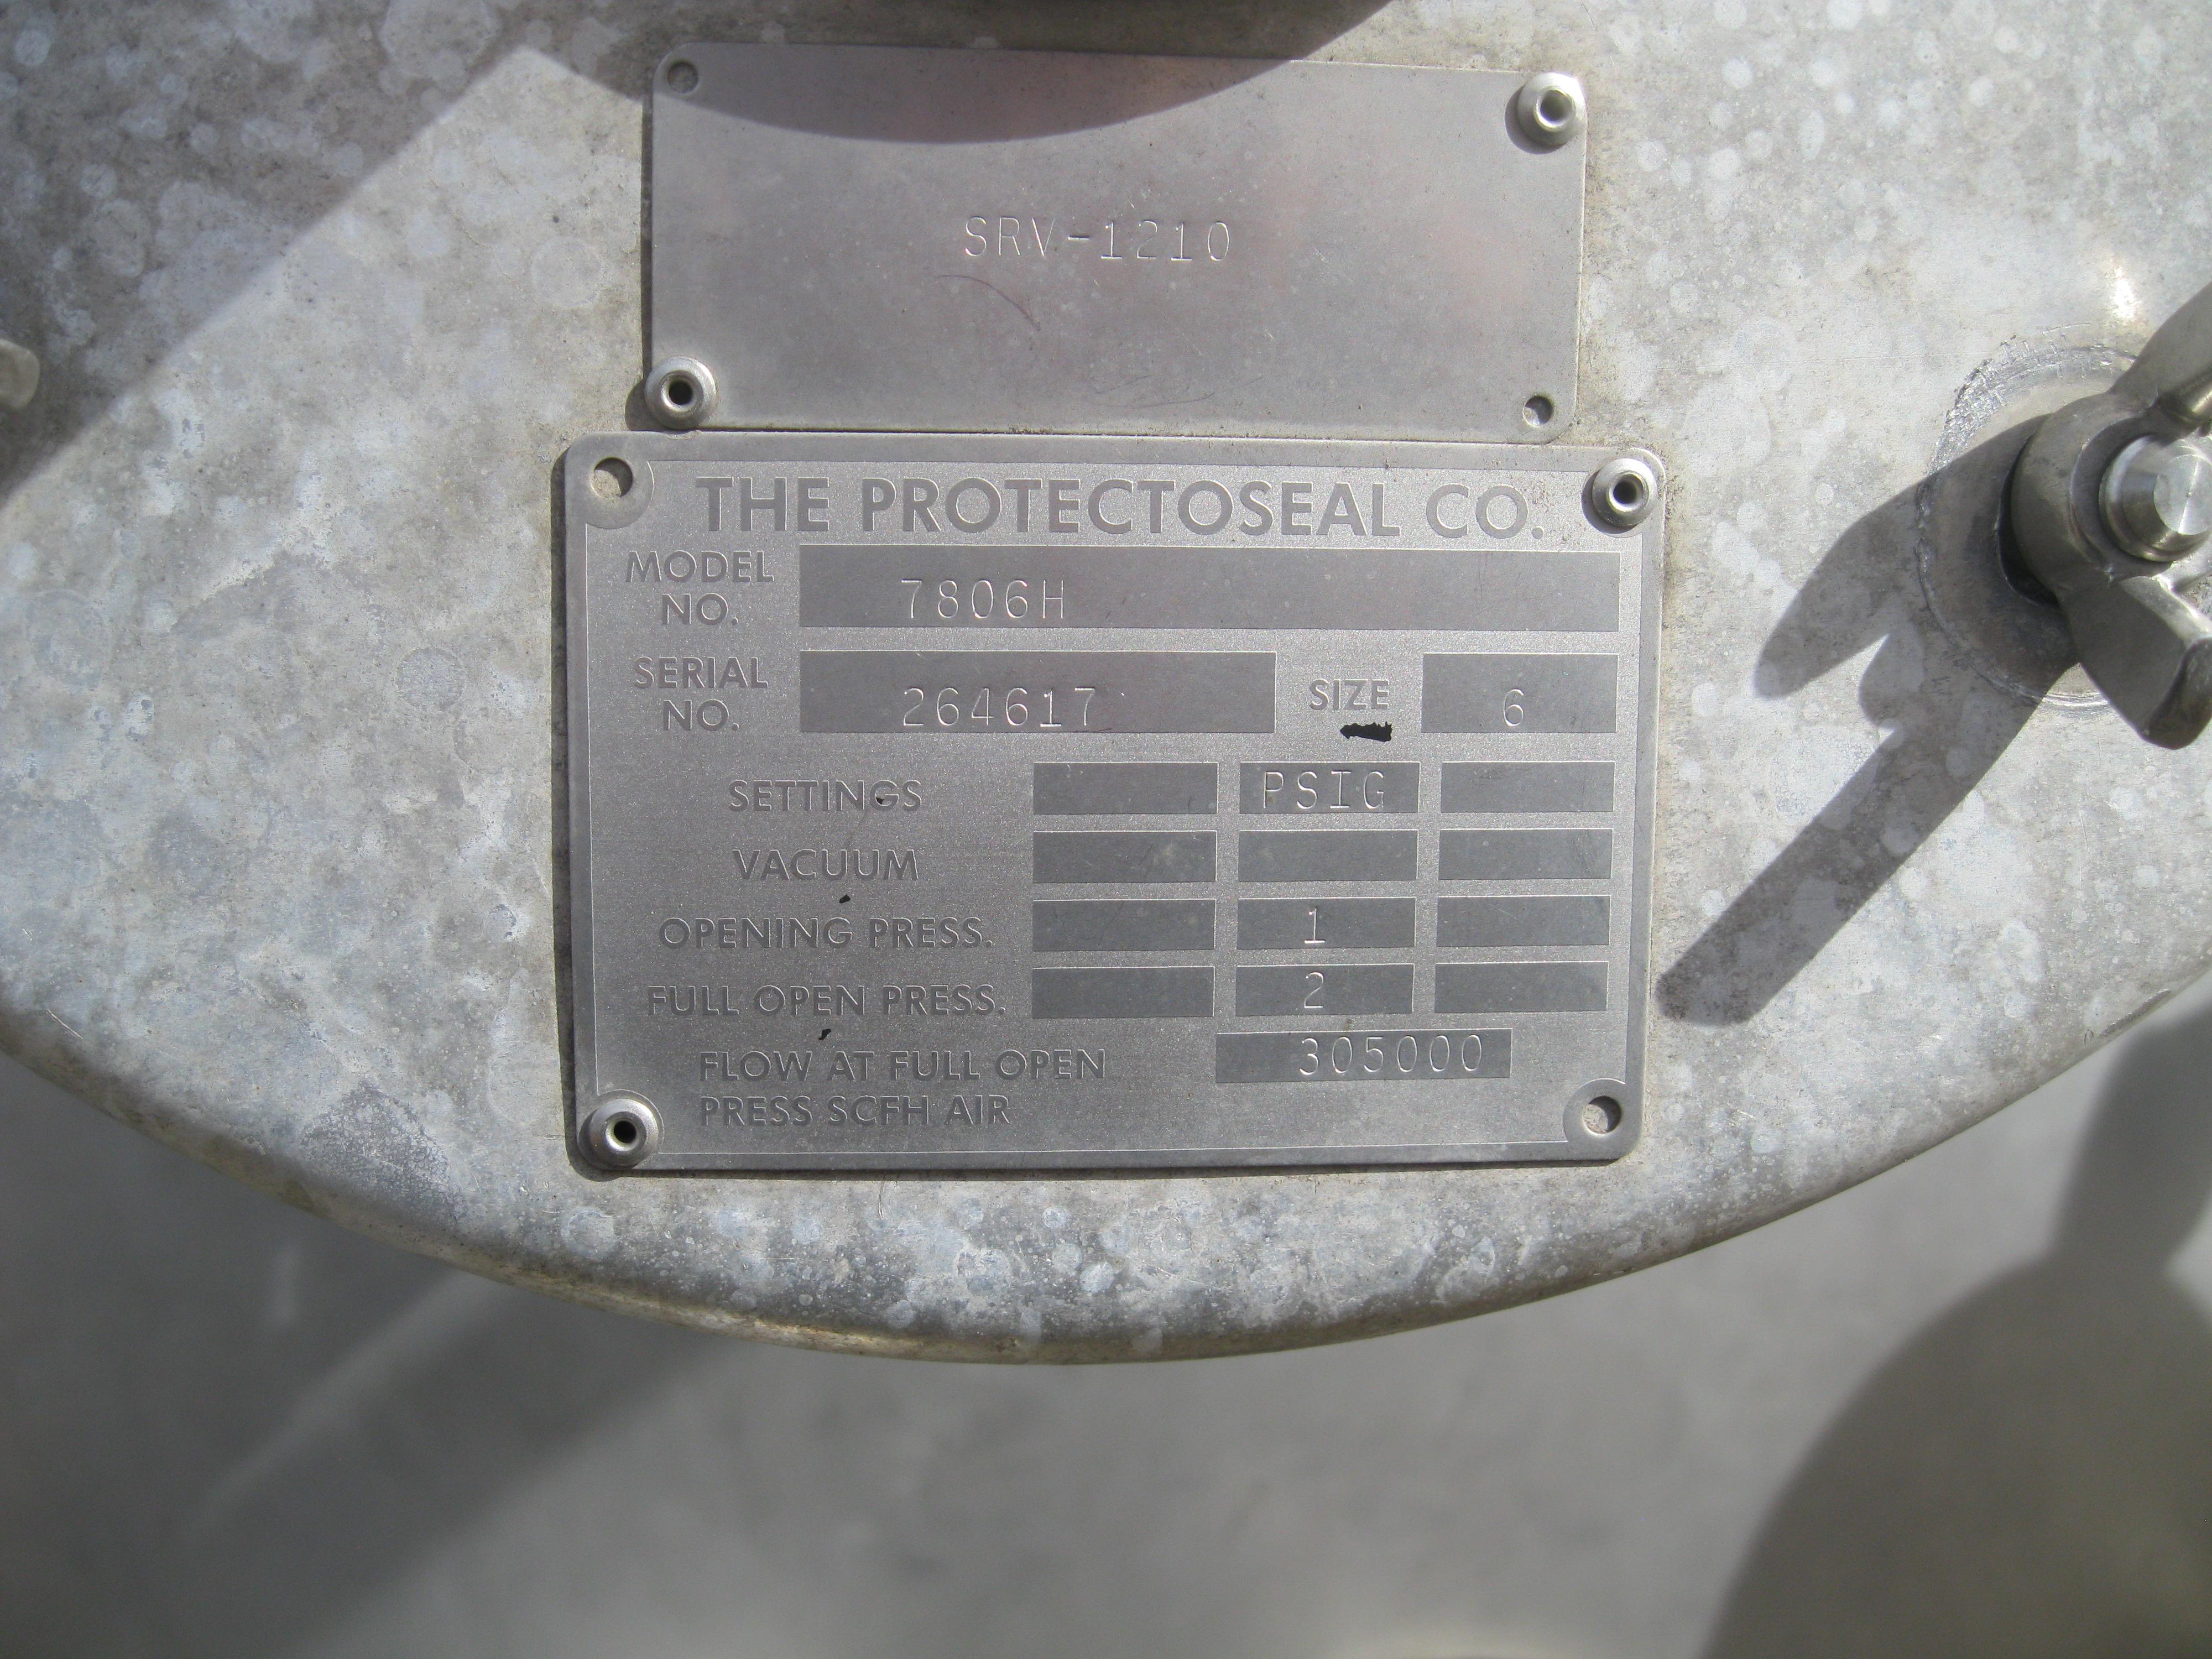 SRV-1210
THE PROTECTOSEAL CO.
MODEL NO. 7806H
SERIAL NO. 264617 SIZE 6
SETTINGS PSIG
VACUUM
OPENING PRESS. 1
FULL OPEN PRESS. 2
FLOW AT FULL OPEN 305000
PRESS SCFH AIR